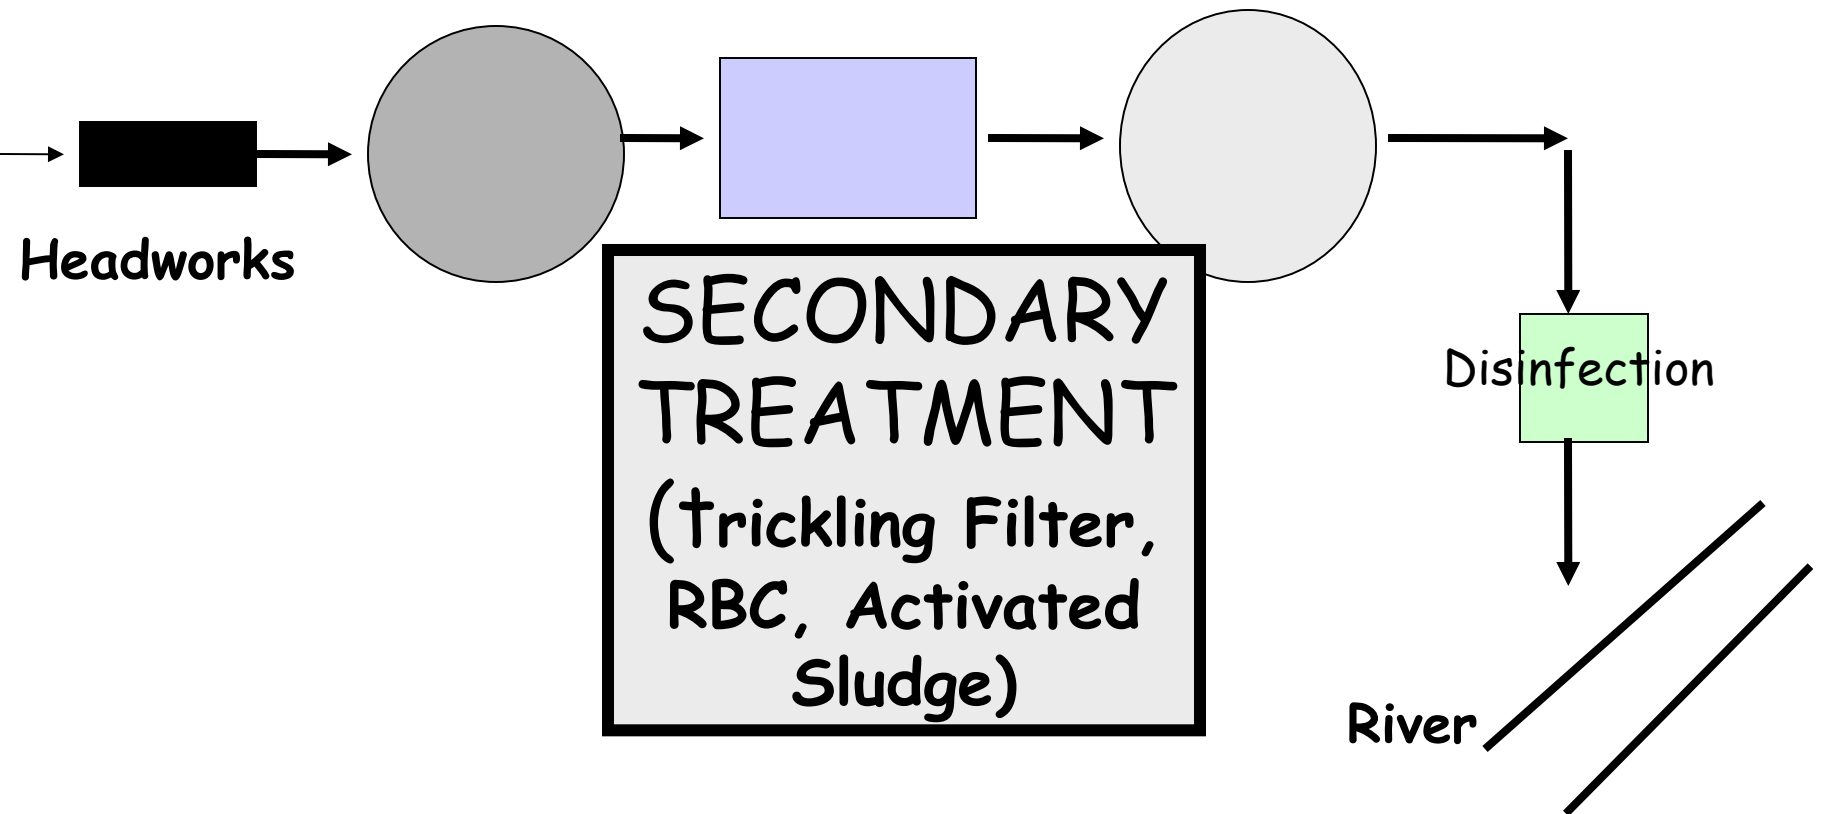 Headworks
SECONDARY
TREATMENT
(Trickling Filter,
RBC, Activated
Sludge)
Disinfection
River